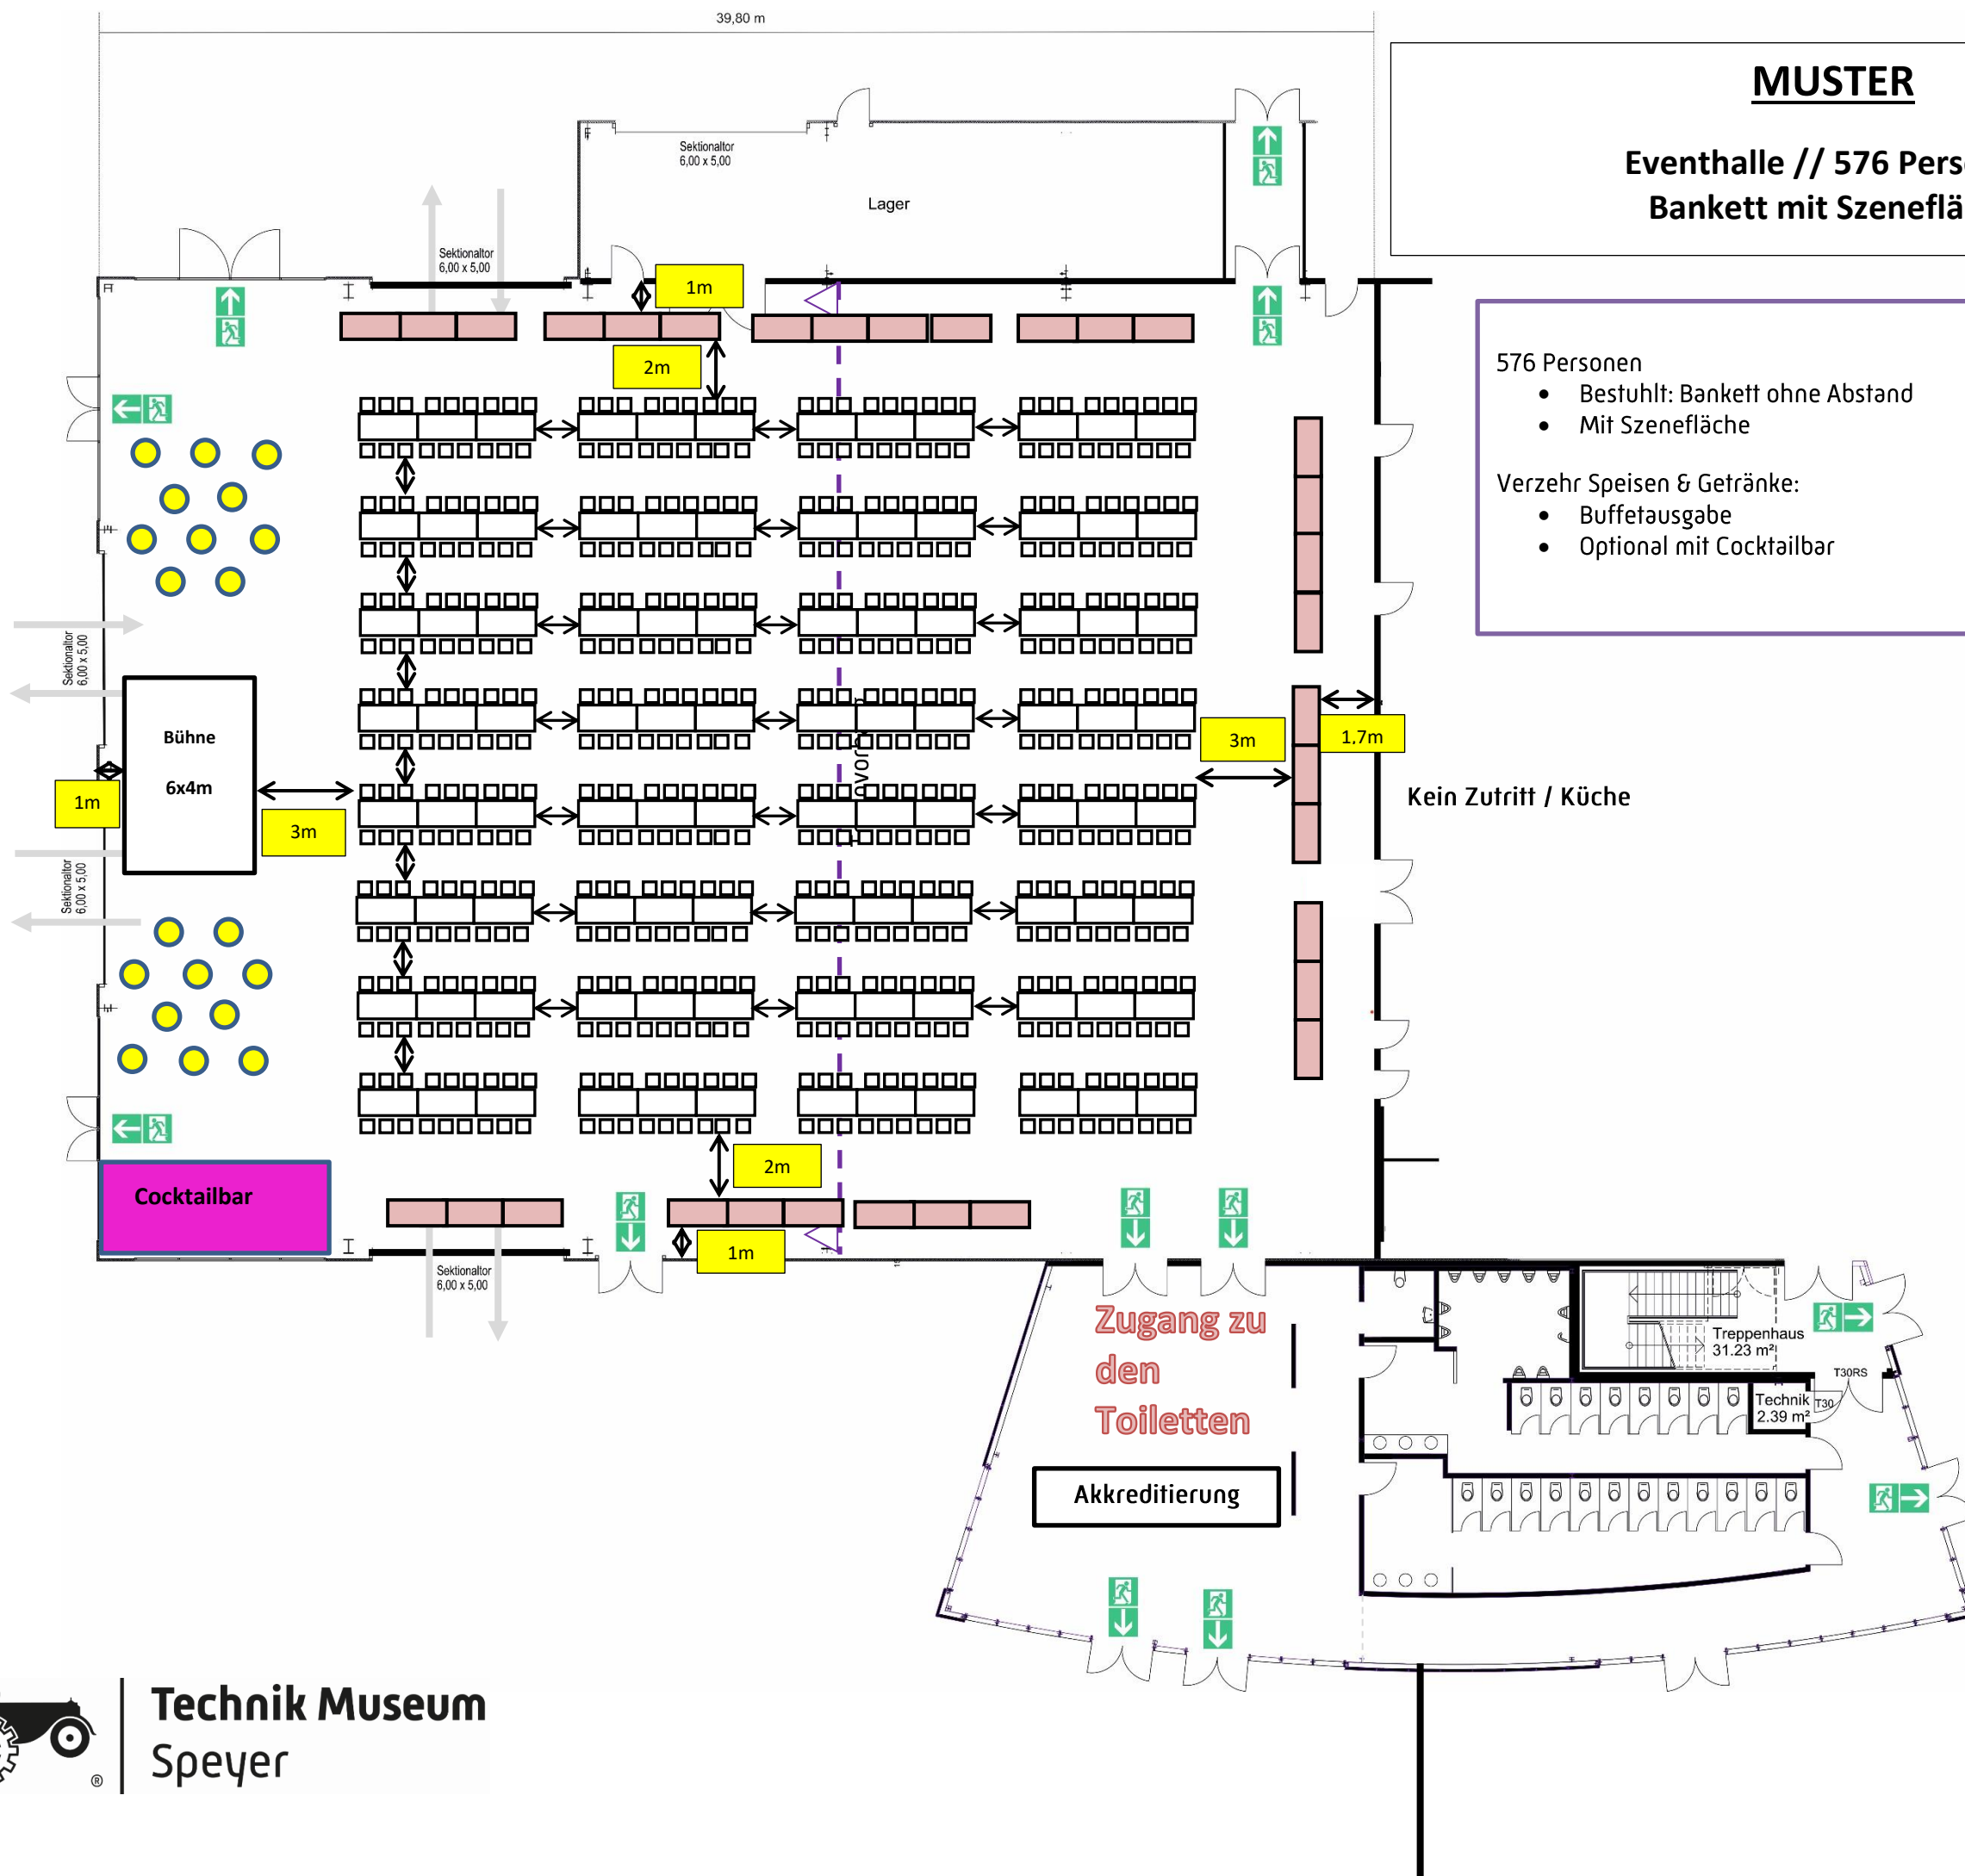 39,80 m
MUSTER
Eventhalle // 576 Perso
Bankett mit Szeneflä
Sektionaltor
6,00 x 5,00
Lager
Sektionaltor
6,00 x 5,00
1m
2m
576 Personen
• Bestuhlt: Bankett ohne Abstand
• Mit Szenefläche
Verzehr Speisen & Getränke:
• Buffetausgabe
• Optional mit Cocktailbar
Sektionaltor
6,00 x 5,00
Bühne
6x4m
1m
3m
3m
1,7m
Kein Zutritt / Küche
Sektionaltor
6,00 x 5,00
Cocktailbar
2m
1m
Sektionaltor
6,00 x 5,00
Zugang zu
den
Toiletten
Akkreditierung
Treppenhaus
31.23 m²
T30RS
Technik
2.39 m²
T30
Technik Museum
Speyer
®